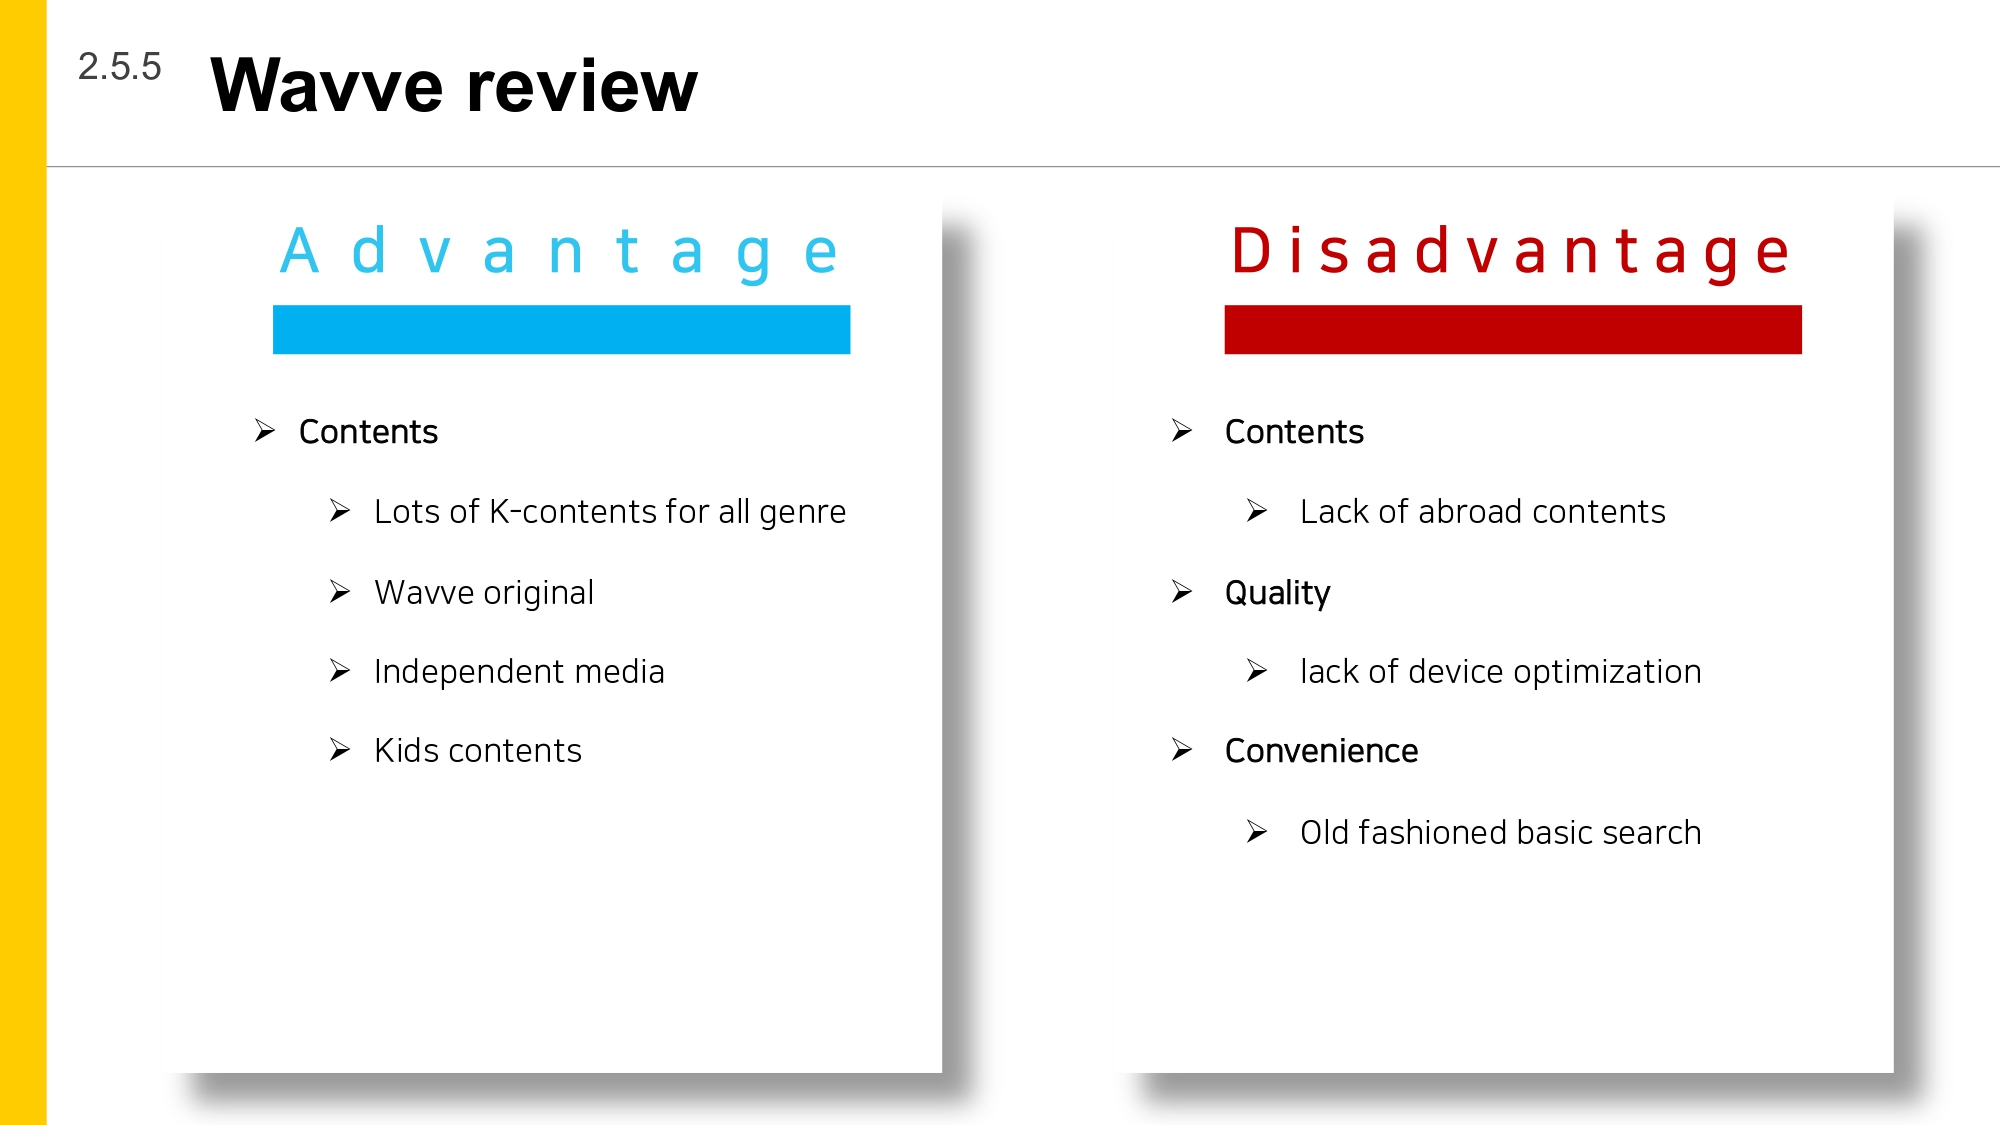 2.5.5
Wavve review
Advantage
Contents
Lots of K-contents for all genre
Wavve original
Independent media
Kids contents
Disadvantage
Contents
Lack of abroad contents
Quality
lack of device optimization
Convenience
Old fashioned basic search